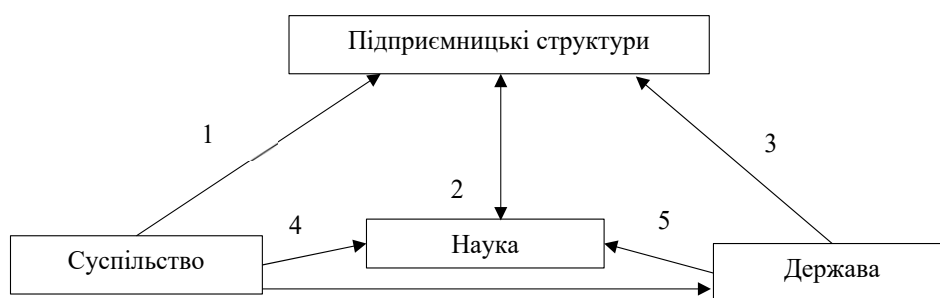 Підприємницькі структури
1
3
2
4
5
Наука
Суспільство
Держава